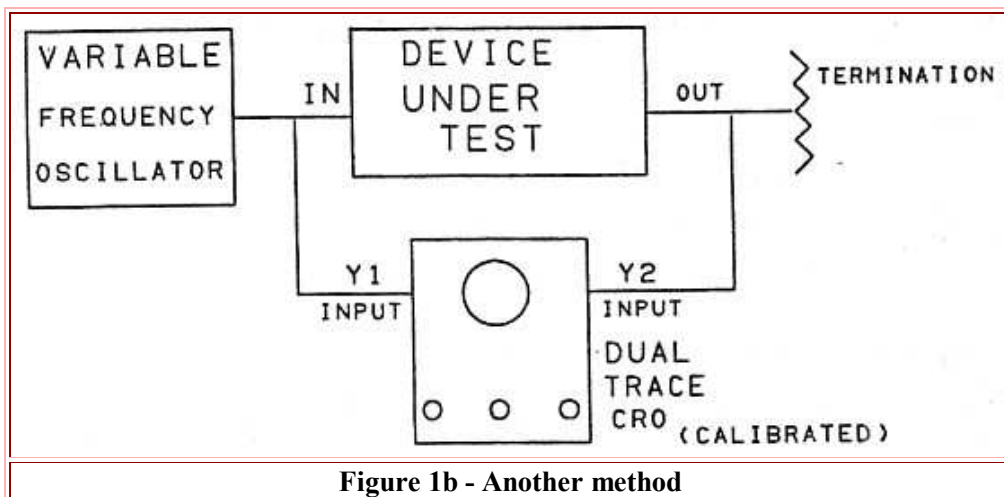 VARIABLE
FREQUENCY
OSCILLATOR
IN
DEVICE
UNDER
TEST
OUT
TERMINATION
Y1
INPUT
Y2
INPUT
DUAL
TRACE
CRO (CALIBRATED)
Figure 1b - Another method